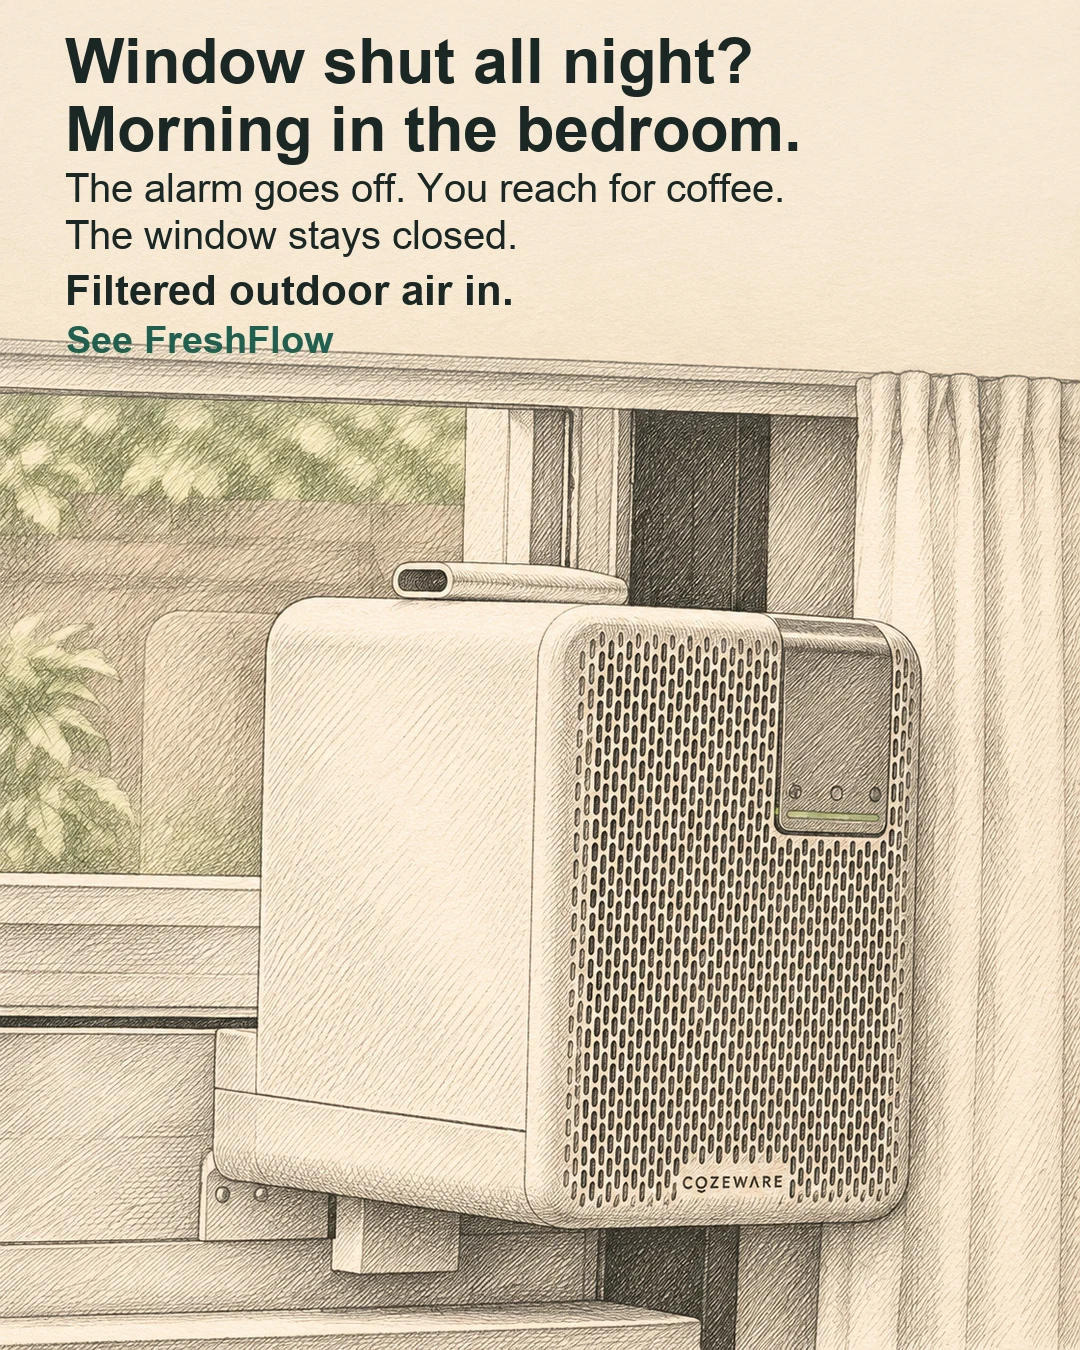 Window shut all night?
Morning in the bedroom.
The alarm goes off. You reach for coffee.
The window stays closed.
Filtered outdoor air in.
See FreshFlow
COZEWARE